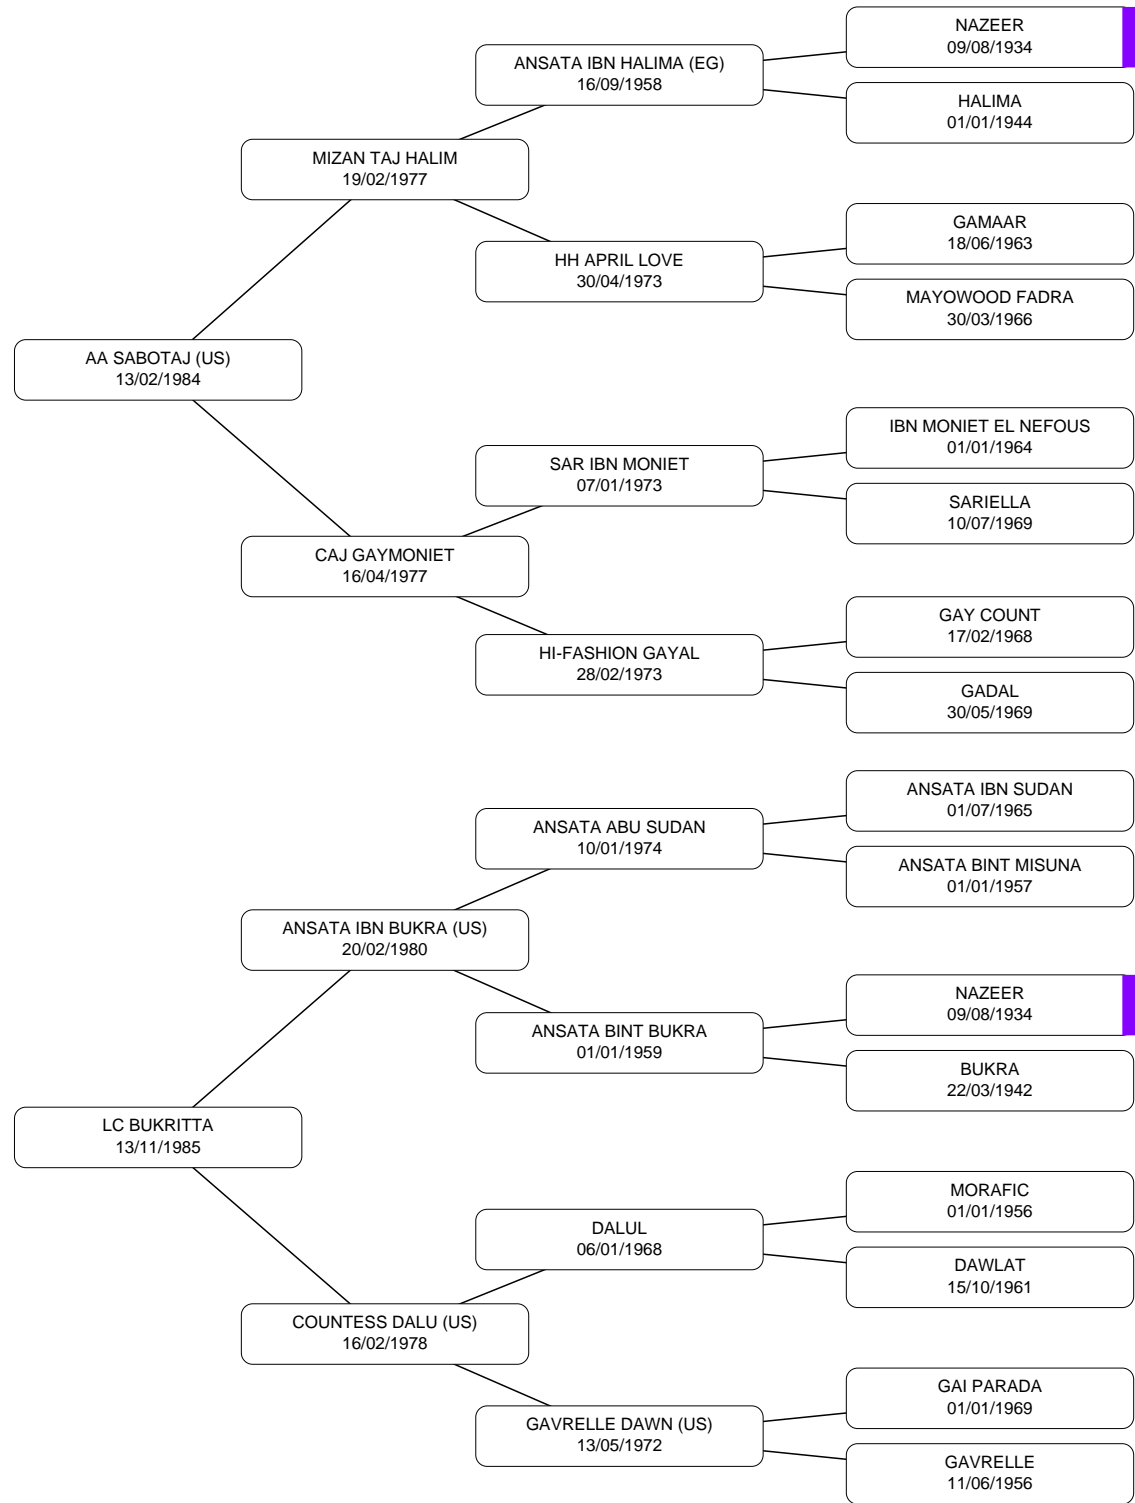 NAZEER
09/08/1934
ANSATA IBN HALIMA (EG)
16/09/1958
HALIMA
01/01/1944
MIZAN TAJ HALIM
19/02/1977
GAMAAR
18/06/1963
HH APRIL LOVE
30/04/1973
MAYOWOOD FADRA
30/03/1966
AA SABOTAJ (US)
13/02/1984
IBN MONIET EL NEFOUS
01/01/1964
SAR IBN MONIET
07/01/1973
SARIELLA
10/07/1969
CAJ GAYMONIET
16/04/1977
GAY COUNT
17/02/1968
HI-FASHION GAYAL
28/02/1973
GADAL
30/05/1969
ANSATA IBN SUDAN
01/07/1965
ANSATA ABU SUDAN
10/01/1974
ANSATA BINT MISUNA
01/01/1957
ANSATA IBN BUKRA (US)
20/02/1980
NAZEER
09/08/1934
ANSATA BINT BUKRA
01/01/1959
BUKRA
22/03/1942
LC BUKRITTA
13/11/1985
MORAFIC
01/01/1956
DALUL
06/01/1968
DAWLAT
15/10/1961
COUNTESS DALU (US)
16/02/1978
GAI PARADA
01/01/1969
GAVRELLE DAWN (US)
13/05/1972
GAVRELLE
11/06/1956